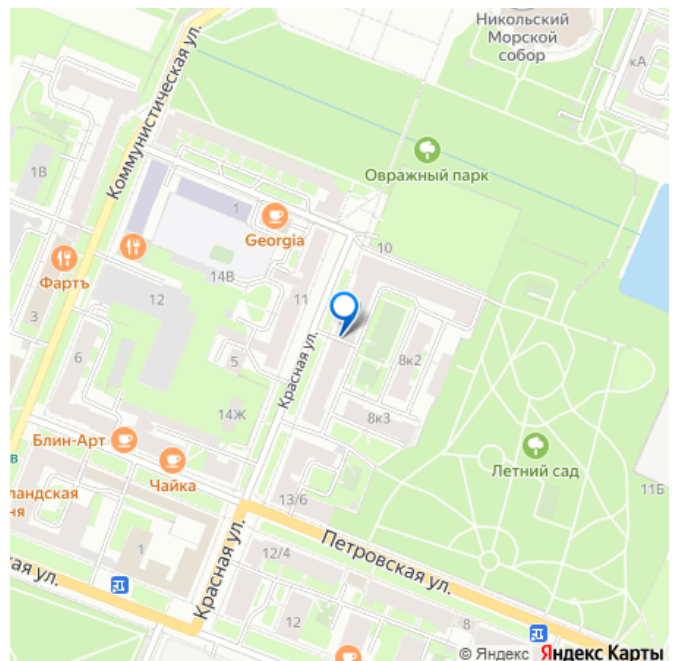 Никольский
Морской
собор
кА
Коммунистическая ул.
Овражный парк
1В
1
Georgia
10
14В
Фартъ
12
11
3
5
Красная ул.
6
8к2
14Ж
8к3
Блин-Арт
Летний сад
в
Чайка
11Б
ландская
ня
13/6
1
Петровская ул.
12/4
ая ул.
Красная ул.
12
8
© Яндекс Яндекс Карты